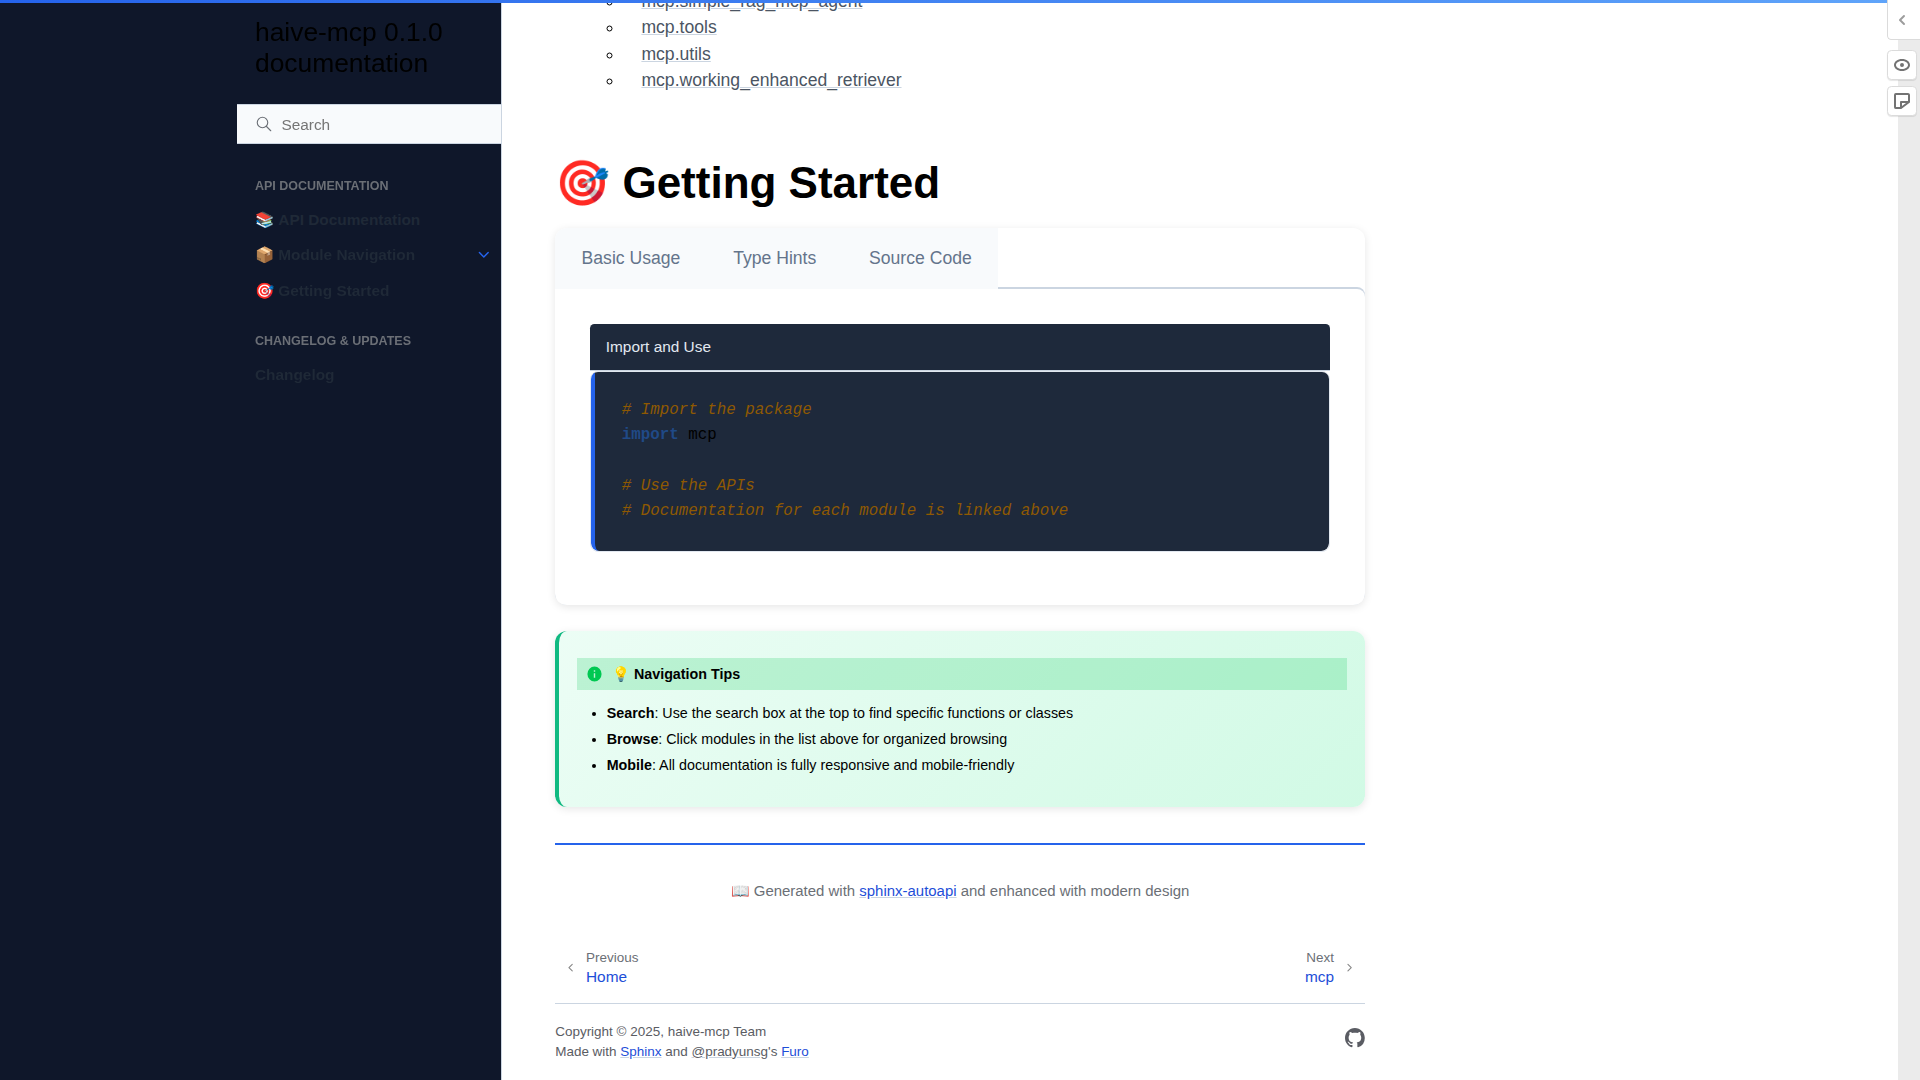 haive-mcp 0.1.0
documentation
Search
API DOCUMENTATION
📚 API Documentation
📦 Module Navigation
🎯 Getting Started
CHANGELOG & UPDATES
Changelog
mcp.simple_rag_mcp_agent
mcp.tools
mcp.utils
mcp.working_enhanced_retriever
🎯 Getting Started
Basic Usage Type Hints Source Code
Import and Use
# Import the package
import mcp
# Use the APIs
# Documentation for each module is linked above
💡 Navigation Tips
• Search: Use the search box at the top to find specific functions or classes
• Browse: Click modules in the list above for organized browsing
• Mobile: All documentation is fully responsive and mobile-friendly
📖 Generated with sphinx-autoapi and enhanced with modern design
Previous
Home
Next
mcp
Copyright © 2025, haive-mcp Team
Made with Sphinx and @pradyunsg's Furo